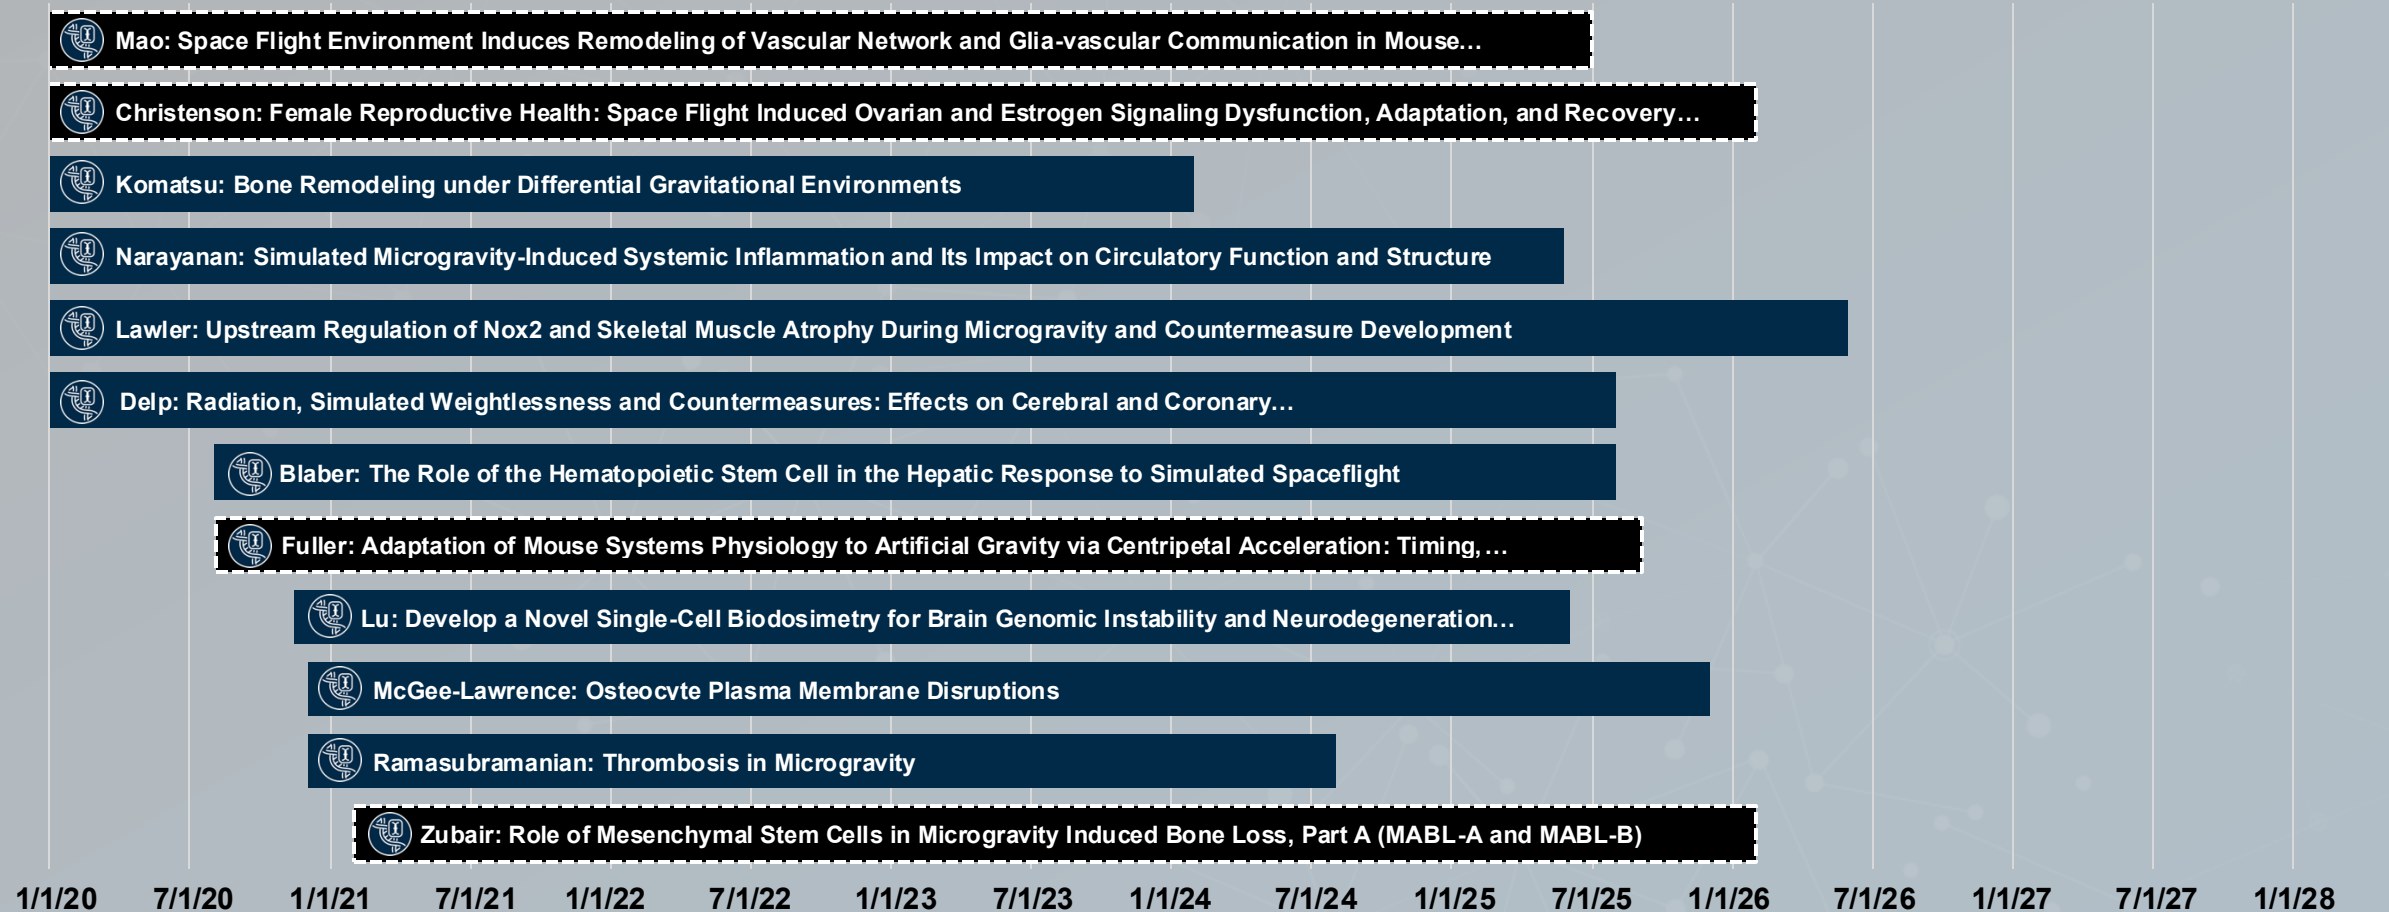 Mao: Space Flight Environment Induces Remodeling of Vascular Network and Glia-vascular Communication in Mouse...
Christenson: Female Reproductive Health: Space Flight Induced Ovarian and Estrogen Signaling Dysfunction, Adaptation, and Recovery...
Komatsu: Bone Remodeling under Differential Gravitational Environments
Narayanan: Simulated Microgravity-Induced Systemic Inflammation and Its Impact on Circulatory Function and Structure
Lawler: Upstream Regulation of Nox2 and Skeletal Muscle Atrophy During Microgravity and Countermeasure Development
Delp: Radiation, Simulated Weightlessness and Countermeasures: Effects on Cerebral and Coronary...
Blaber: The Role of the Hematopoietic Stem Cell in the Hepatic Response to Simulated Spaceflight
Fuller: Adaptation of Mouse Systems Physiology to Artificial Gravity via Centripetal Acceleration: Timing, ...
Lu: Develop a Novel Single-Cell Biodosimetry for Brain Genomic Instability and Neurodegeneration...
McGee-Lawrence: Osteocyte Plasma Membrane Disruptions
Ramasubramanian: Thrombosis in Microgravity
Zubair: Role of Mesenchymal Stem Cells in Microgravity Induced Bone Loss, Part A (MABL-A and MABL-B)
1/1/20 7/1/20 1/1/21 7/1/21 1/1/22 7/1/22 1/1/23 7/1/23 1/1/24 7/1/24 1/1/25 7/1/25 1/1/26 7/1/26 1/1/27 7/1/27 1/1/28